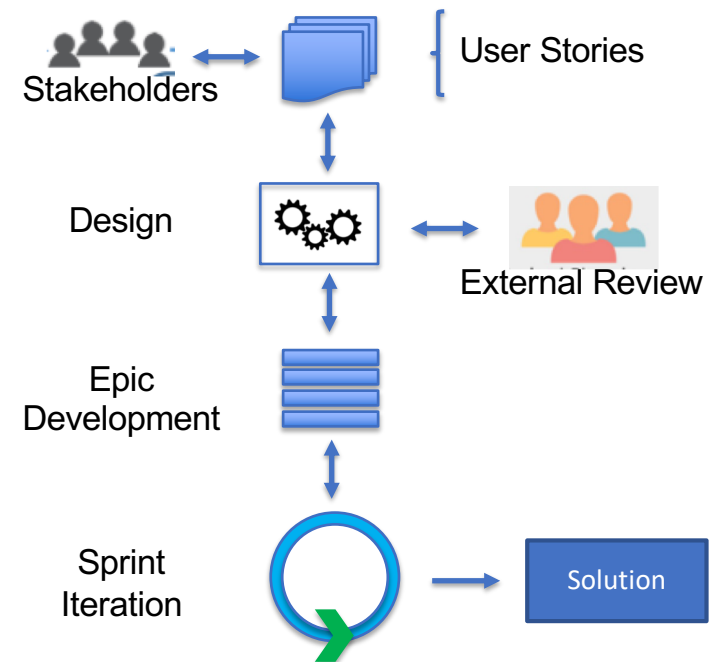 User Stories
Stakeholders
Design
External Review
Epic
Development
Sprint
Iteration
Solution